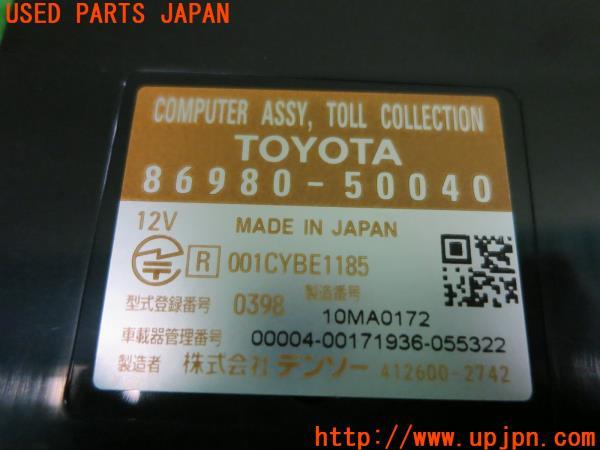 USED PARTS JAPAN
COMPUTER ASSY, TOLL COLLECTION
TOYOTA
86980-50040
12V MADE IN JAPAN
R 001CYBE1185
型式登録番号 0398 製造番号 10MA0172
車載器管理番号 00004-00171936-055322
製造者 株式会社 デンソー 412600-2742
http://www.upjpn.com/